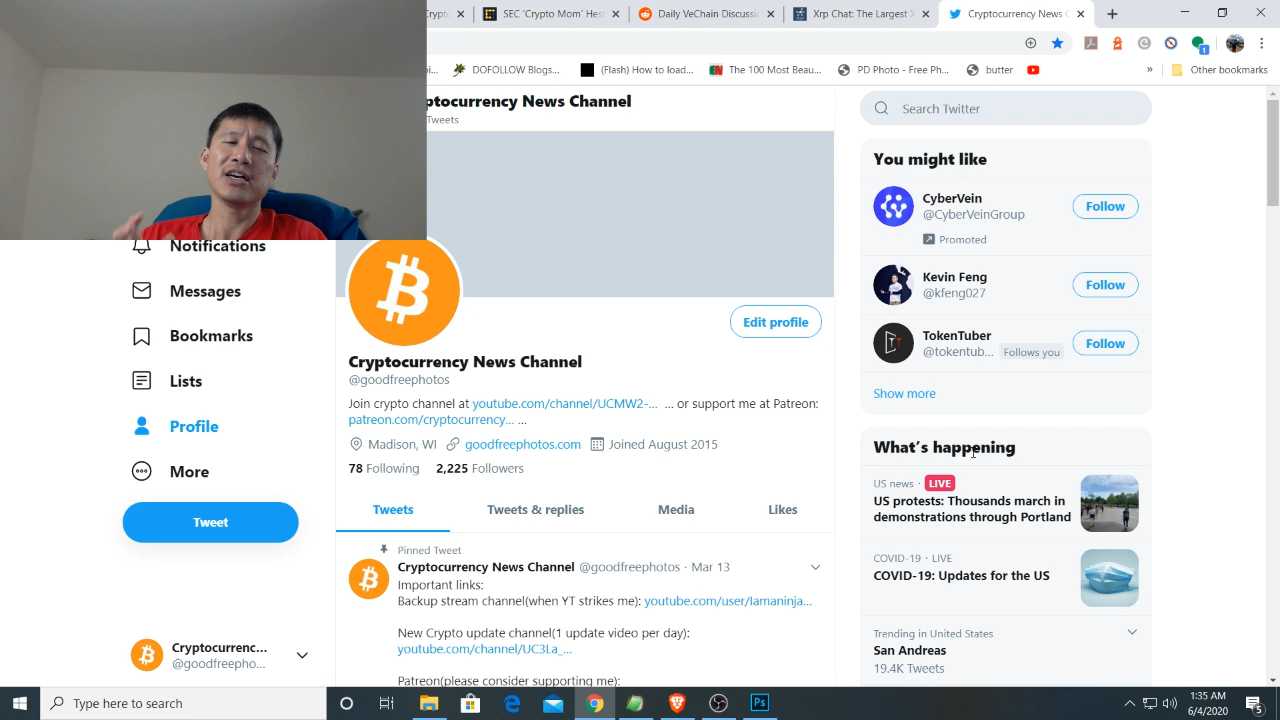 Crypto
SEC 'Crypto Mom' Hes
Daily VeChain Discussio
Xrp Chat: The Largest X
Cryptocurrency News C
DOFOLLOW Blogs...
(Flash) How to load...
The 100 Most Beau...
PD Photo - Free Ph...
butter
Other bookmarks
ptocurrency News Channel
Tweets
Search Twitter
You might like
CyberVein
@CyberVeinGroup
Follow
Promoted
Kevin Feng
@kfeng027
Follow
TokenTuber
@tokentub...
Follows you
Follow
Show more
Notifications
Messages
Bookmarks
Lists
Profile
More
Tweet
Cryptocurrenc...
@goodfreepho...
Edit profile
Cryptocurrency News Channel
@goodfreephotos
Join crypto channel at youtube.com/channel/UCMW2-... ... or support me at Patreon:
patreon.com/cryptocurrency... ...
Madison, WI goodfreephotos.com Joined August 2015
78 Following 2,225 Followers
Tweets Tweets & replies Media Likes
Pinned Tweet
Cryptocurrency News Channel @goodfreephotos · Mar 13
Important links:
Backup stream channel(when YT strikes me): youtube.com/user/Iamaninja...
New Crypto update channel(1 update video per day):
youtube.com/channel/UC3La_...
Patreon(please consider supporting me):
What's happening
US news · LIVE
US protests: Thousands march in
demonstrations through Portland
COVID-19 · LIVE
COVID-19: Updates for the US
Trending in United States
San Andreas
19.4K Tweets
Type here to search
Ps
1:35 AM
6/4/2020
5